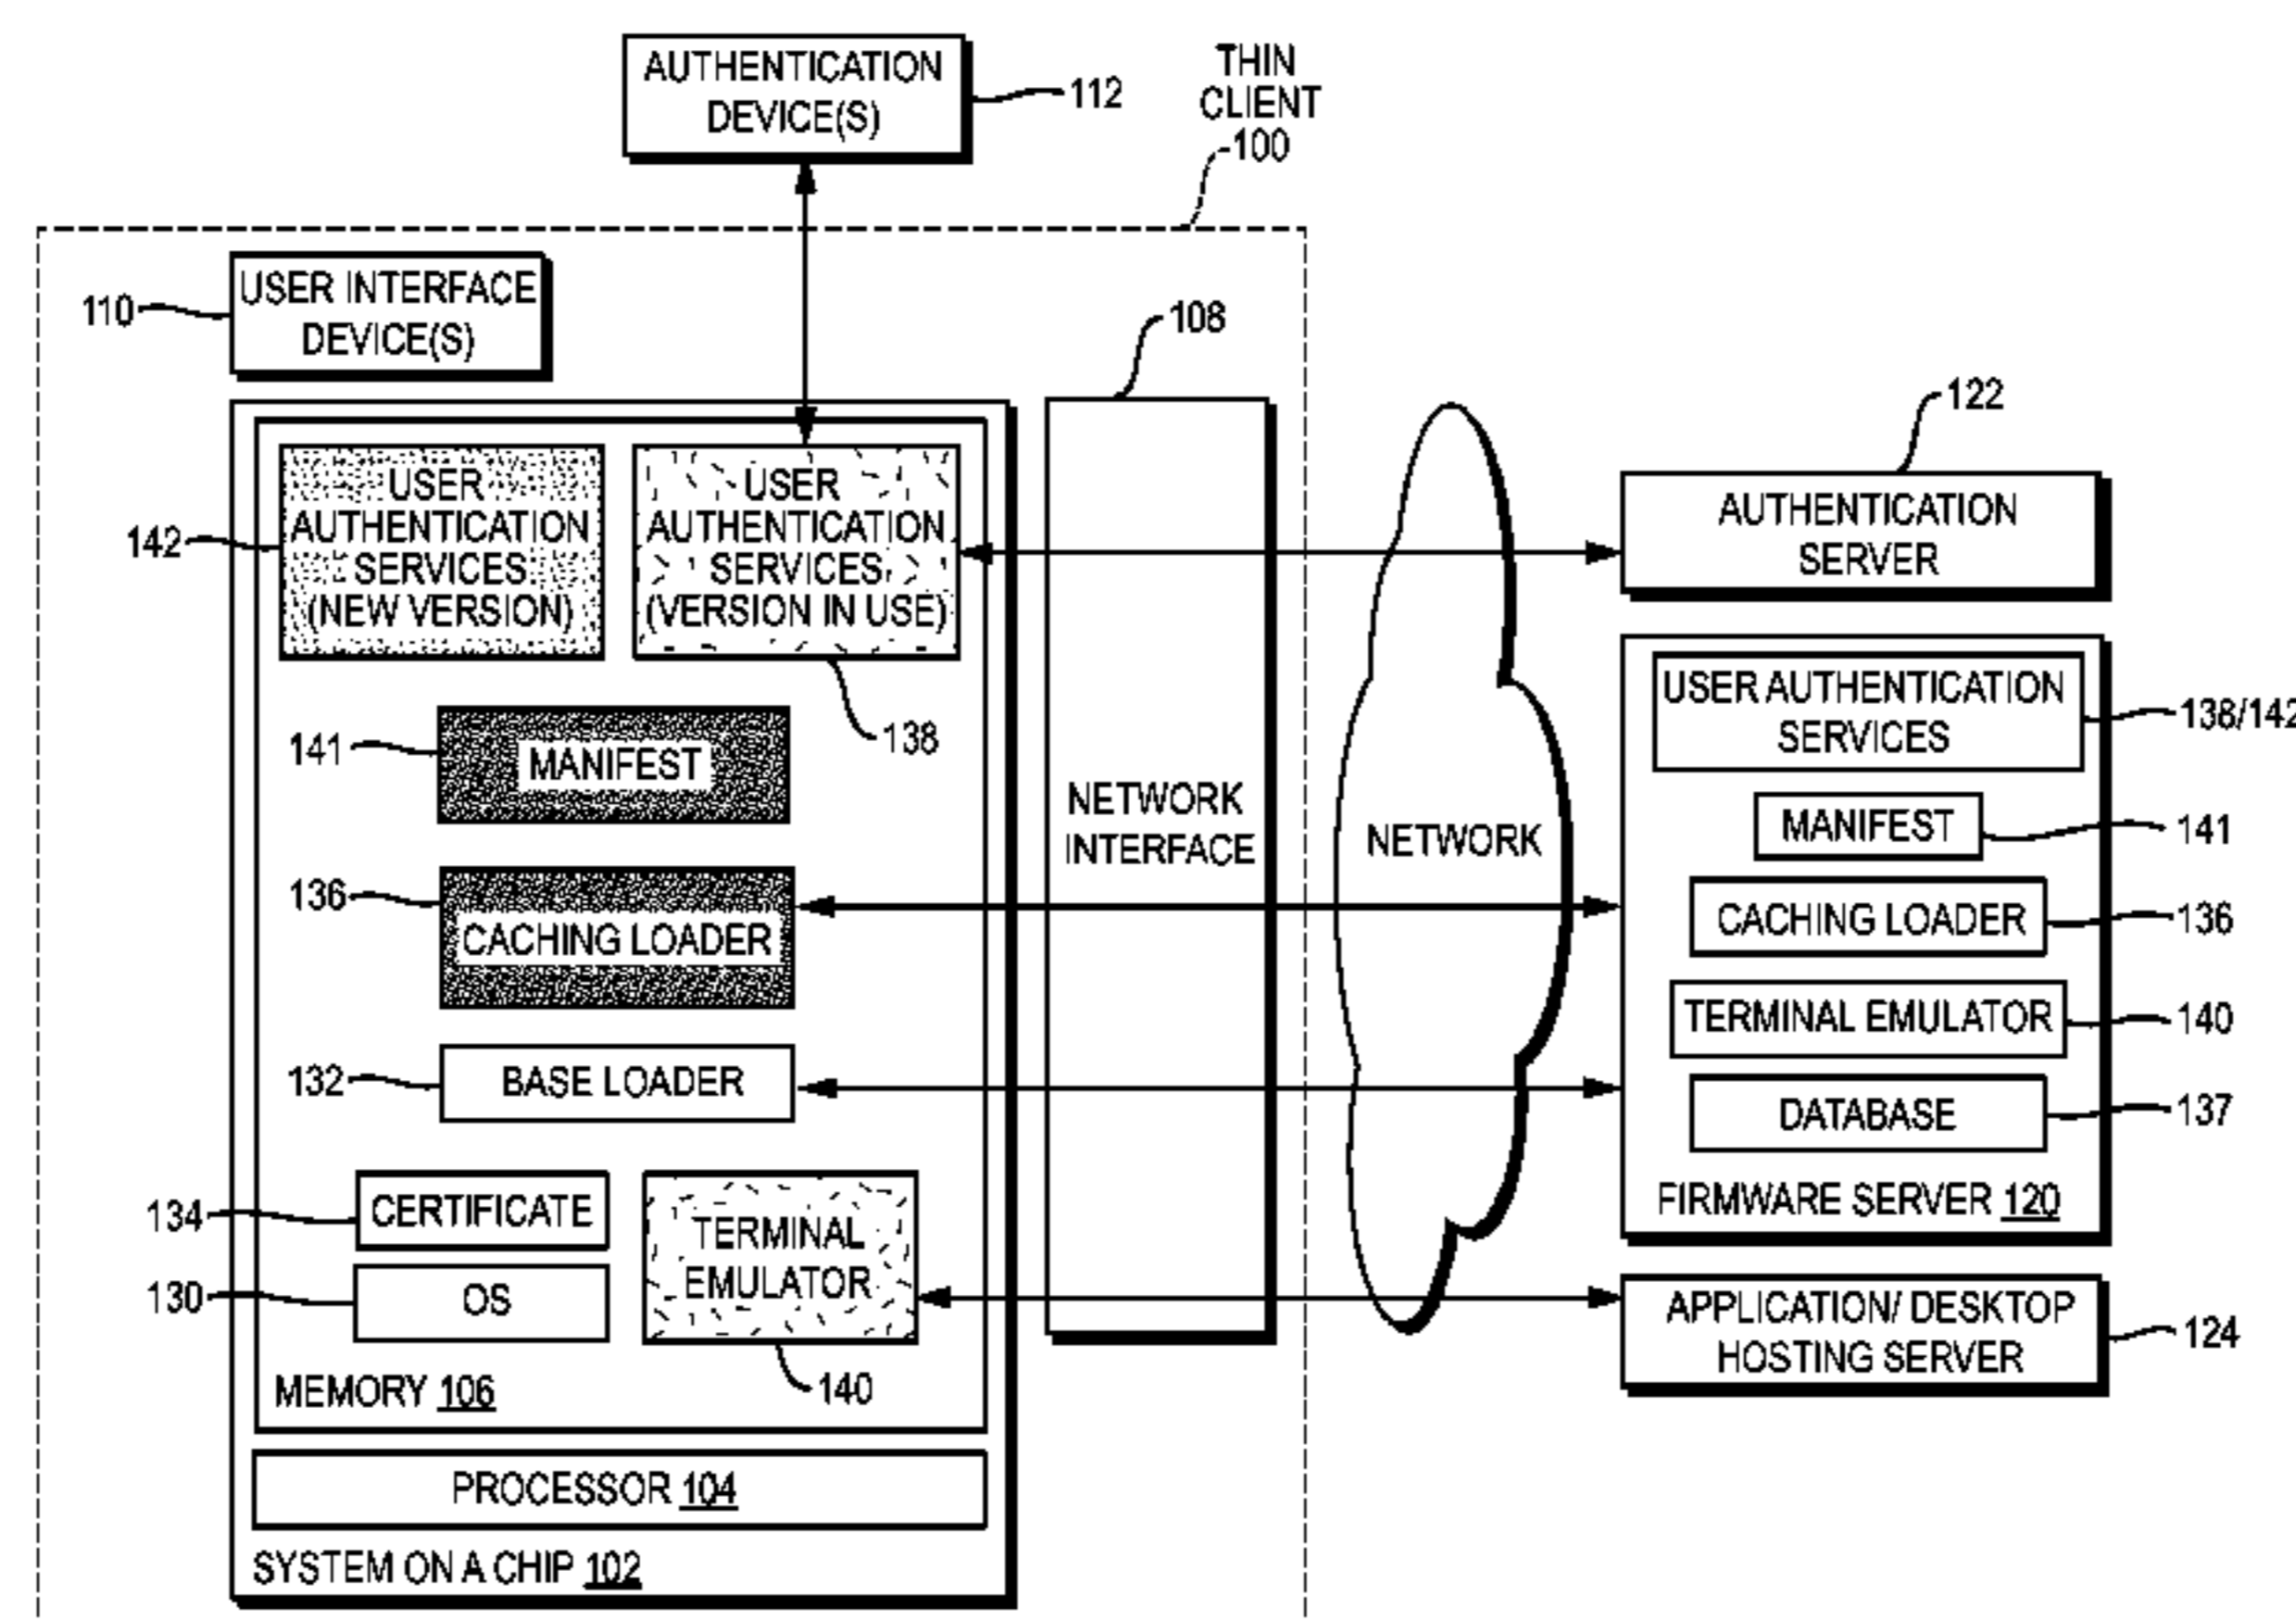 AUTHENTICATION
DEVICE(S)
112
THIN
CLIENT
100
USER INTERFACE
DEVICE(S)
110
108
USER
AUTHENTICATION
SERVICES
(NEW VERSION)
142
USER
AUTHENTICATION
SERVICES
(VERSION IN USE)
138
141
MANIFEST
136
CACHING LOADER
132
BASE LOADER
134
CERTIFICATE
130
OS
TERMINAL
EMULATOR
140
MEMORY 106
PROCESSOR 104
SYSTEM ON A CHIP 102
NETWORK
INTERFACE
NETWORK
122
AUTHENTICATION
SERVER
USER AUTHENTICATION
SERVICES
138/142
MANIFEST
141
CACHING LOADER
136
TERMINAL EMULATOR
140
DATABASE
137
FIRMWARE SERVER 120
APPLICATION/ DESKTOP
HOSTING SERVER
124